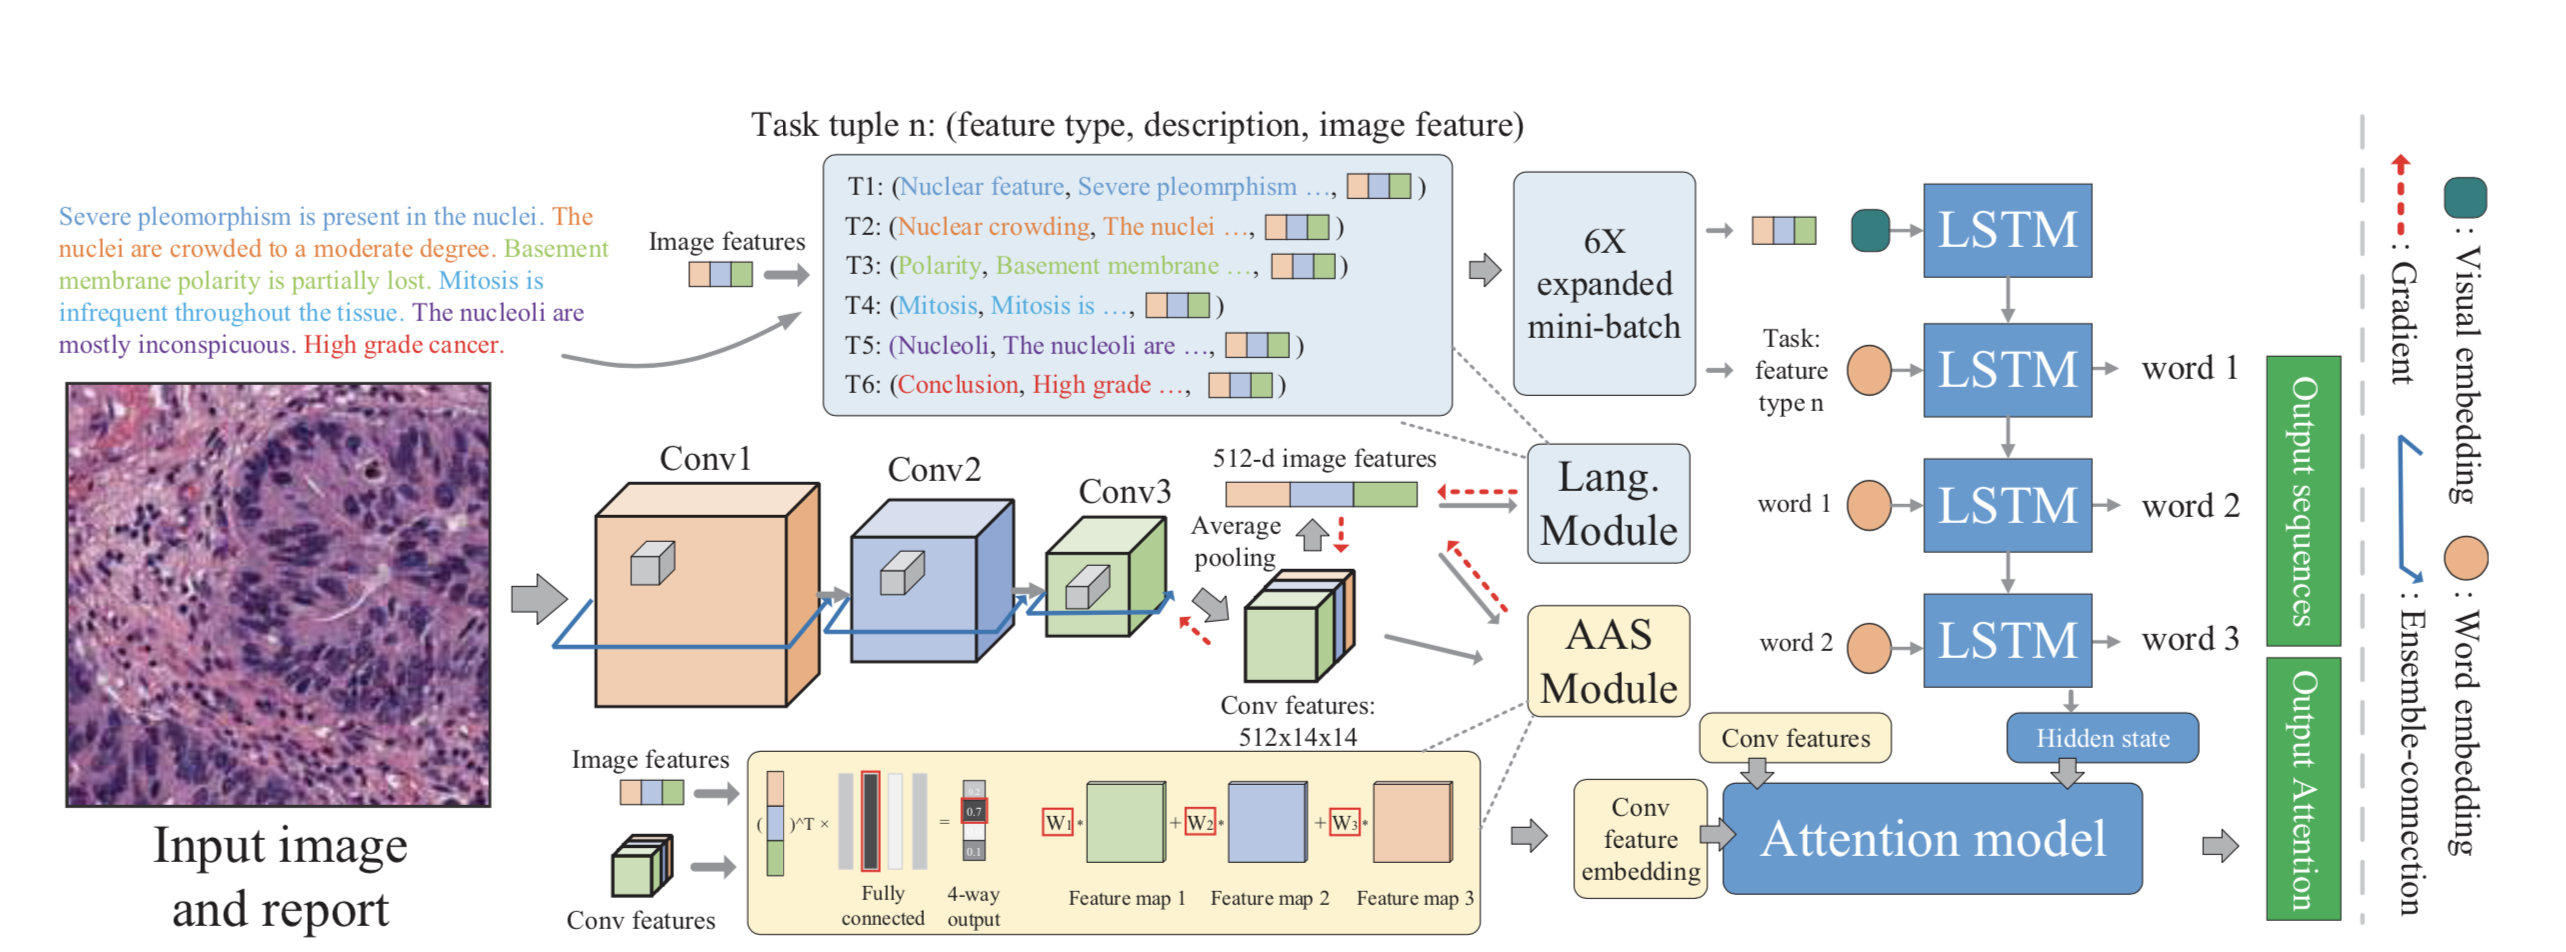 Task tuple n: (feature type, description, image feature)
Severe pleomorphism is present in the nuclei. The
nuclei are crowded to a moderate degree. Basement
membrane polarity is partially lost. Mitosis is
infrequent throughout the tissue. The nucleoli are
mostly inconspicuous. High grade cancer.
Image features
T1: (Nuclear feature, Severe pleomrphism …, )
T2: (Nuclear crowding, The nuclei …, )
T3: (Polarity, Basement membrane …, )
T4: (Mitosis, Mitosis is …, )
T5: (Nucleoli, The nucleoli are …, )
T6: (Conclusion, High grade …, )
6X
expanded
mini-batch
Task:
feature
type n
word 1
word 2
LSTM
LSTM
LSTM
LSTM
word 1
word 2
word 3
Output sequences
Output Attention
: Gradient
: Ensemble-connection
: Visual embedding
: Word embedding
Input image
and report
Conv1
Conv2
Conv3
512-d image features
Average
pooling
Conv features:
512x14x14
Lang.
Module
AAS
Module
Image features
Conv features
( )^T ×
Fully
connected
=
0.2
0.7
0.1
4-way
output
W1* + W2* + W3*
Feature map 1
Feature map 2
Feature map 3
Conv
feature
embedding
Conv features
Hidden state
Attention model